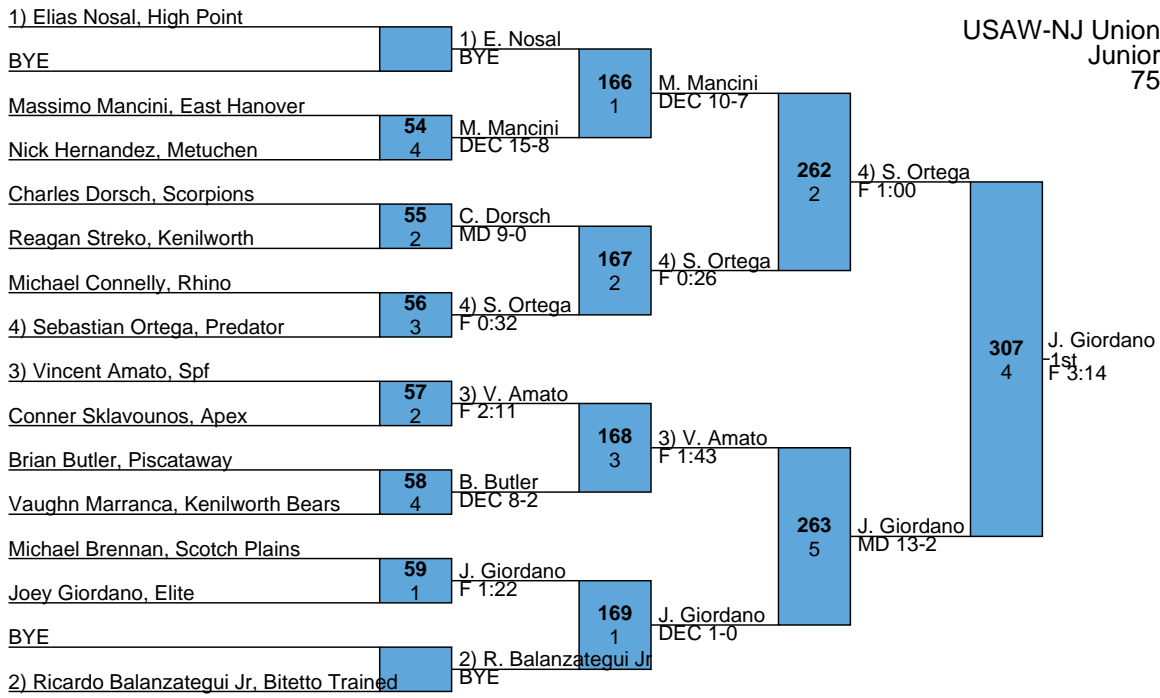 USAW-NJ Union
Junior
75
1) Elias Nosal, High Point
BYE
Massimo Mancini, East Hanover
Nick Hernandez, Metuchen
Charles Dorsch, Scorpions
Reagan Streko, Kenilworth
Michael Connelly, Rhino
4) Sebastian Ortega, Predator
3) Vincent Amato, Spf
Conner Sklavounos, Apex
Brian Butler, Piscataway
Vaughn Marranca, Kenilworth Bears
Michael Brennan, Scotch Plains
Joey Giordano, Elite
BYE
2) Ricardo Balanzategui Jr, Bitetto Trained
54
4
55
2
56
3
57
2
58
4
59
1
1) E. Nosal
BYE
M. Mancini
DEC 15-8
C. Dorsch
MD 9-0
4) S. Ortega
F 0:32
3) V. Amato
F 2:11
B. Butler
DEC 8-2
J. Giordano
F 1:22
2) R. Balanzategui Jr
BYE
166
1
167
2
168
3
169
1
M. Mancini
DEC 10-7
4) S. Ortega
F 0:26
3) V. Amato
F 1:43
J. Giordano
DEC 1-0
262
2
263
5
4) S. Ortega
F 1:00
J. Giordano
MD 13-2
307
4
J. Giordano
1st
F 3:14